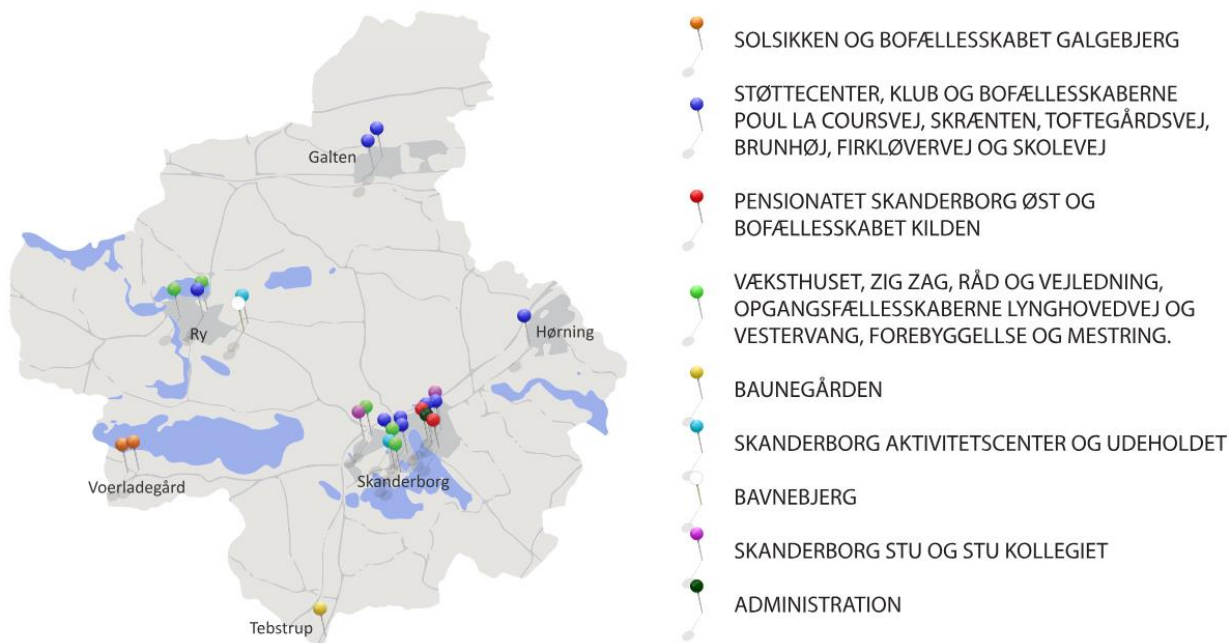 Galten
Ry
Hørning
Voerladegård
Skanderborg
Tebstrup
SOLSIKKEN OG BOFÆLLESSKABET GALGEBJERG
STØTTECENTER, KLUB OG BOFÆLLESSKABERNE
POUL LA COURSVEJ, SKRÆNTEN, TOFTEGÅRDSVEJ,
BRUNHØJ, FIRKLØVERVEJ OG SKOLEVEJ
PENSIONATET SKANDERBORG ØST OG
BOFÆLLESSKABET KILDEN
VÆKSTHUSET, ZIG ZAG, RÅD OG VEJLEDNING,
OPGANGSFÆLLESSKABERNE LYNGHOVEDVEJ OG
VESTERVANG, FOREBYGGELLSE OG MESTRING.
BAUNEGÅRDEN
SKANDERBORG AKTIVITETSCENTER OG UDEHOLDET
BAVNEBJERG
SKANDERBORG STU OG STU KOLLEGIET
ADMINISTRATION